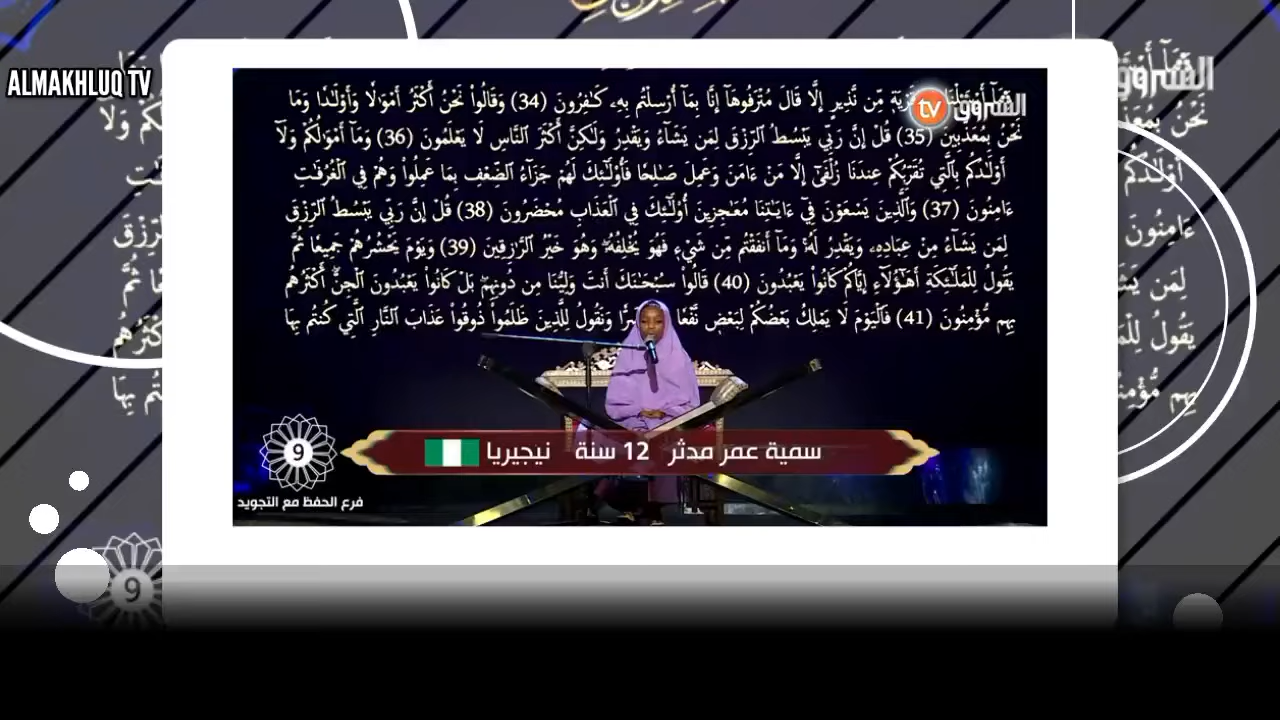 ALMAKHLUQ TV
الشروق tv
مِّن نَّذِيرٍ إِلَّا قَالَ مُتْرَفُوهَآ إِنَّا بِمَآ أُرْسِلْتُم بِهِۦ كَـٰفِرُونَ (34) وَقَالُوا۟ نَحْنُ أَكْثَرُ أَمْوَٰلًا وَأَوْلَـٰدًا وَمَا
نَحْنُ بِمُعَذَّبِينَ (35) قُلْ إِنَّ رَبِّي يَبْسُطُ ٱلرِّزْقَ لِمَن يَشَآءُ وَيَقْدِرُ وَلَـٰكِنَّ أَكْثَرَ ٱلنَّاسِ لَا يَعْلَمُونَ (36) وَمَآ أَمْوَٰلُكُمْ وَلَآ
أَوْلَـٰدُكُم بِٱلَّتِي تُقَرِّبُكُمْ عِندَنَا زُلْفَىٰٓ إِلَّا مَنْ ءَامَنَ وَعَمِلَ صَـٰلِحًا فَأُو۟لَـٰٓئِكَ لَهُمْ جَزَآءُ ٱلضِّعْفِ بِمَا عَمِلُوا۟ وَهُمْ فِي ٱلْغُرُفَـٰتِ
ءَامِنُونَ (37) وَٱلَّذِينَ يَسْعَوْنَ فِيٓ ءَايَـٰتِنَا مُعَـٰجِزِينَ أُو۟لَـٰٓئِكَ فِي ٱلْعَذَابِ مُحْضَرُونَ (38) قُلْ إِنَّ رَبِّي يَبْسُطُ ٱلرِّزْقَ
لِمَن يَشَآءُ مِنْ عِبَادِهِۦ وَيَقْدِرُ لَهُۥ وَمَآ أَنفَقْتُم مِّن شَيْءٍ فَهُوَ يُخْلِفُهُۥ وَهُوَ خَيْرُ ٱلرَّٰزِقِينَ (39) وَيَوْمَ يَحْشُرُهُمْ جَمِيعًا ثُمَّ
يَقُولُ لِلْمَلَـٰٓئِكَةِ أَهَـٰٓؤُلَآءِ إِيَّاكُمْ كَانُوا۟ يَعْبُدُونَ (40) قَالُوا۟ سُبْحَـٰنَكَ أَنتَ وَلِيُّنَا مِن دُونِهِم بَلْ كَانُوا۟ يَعْبُدُونَ ٱلْجِنَّ أَكْثَرُهُم
بِهِم مُّؤْمِنُونَ (41) فَٱلْيَوْمَ لَا يَمْلِكُ بَعْضُكُمْ لِبَعْضٍ نَّفْعًا وَنَقُولُ لِلَّذِينَ ظَلَمُوا۟ ذُوقُوا۟ عَذَابَ ٱلنَّارِ ٱلَّتِي كُنتُم بِهَا
سمية عمر مدثر 12 سنة نيجيريا
9
فرع الحفظ مع التجويد
9